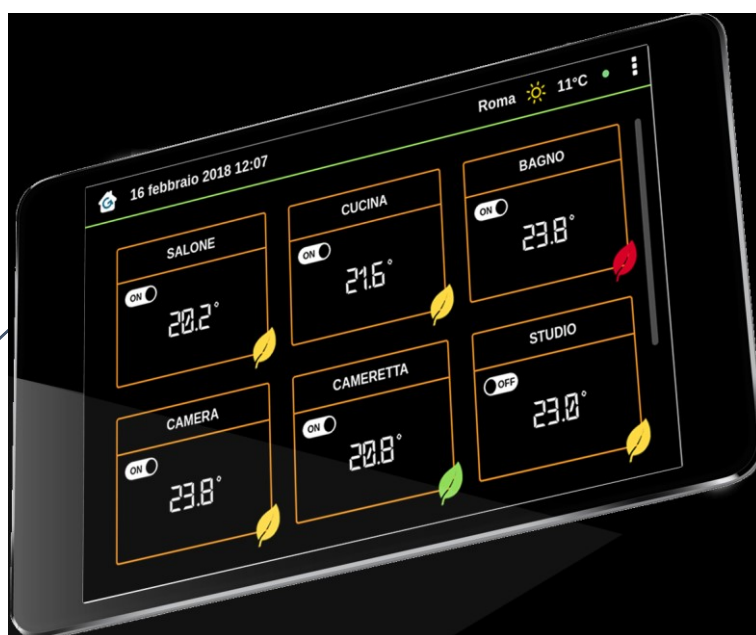 16 febbraio 2018 12:07
Roma 11°C
SALONE
ON
20.2°
CUCINA
ON
21.6°
BAGNO
ON
23.8°
CAMERA
ON
23.8°
CAMERETTA
ON
20.8°
STUDIO
OFF
23.0°